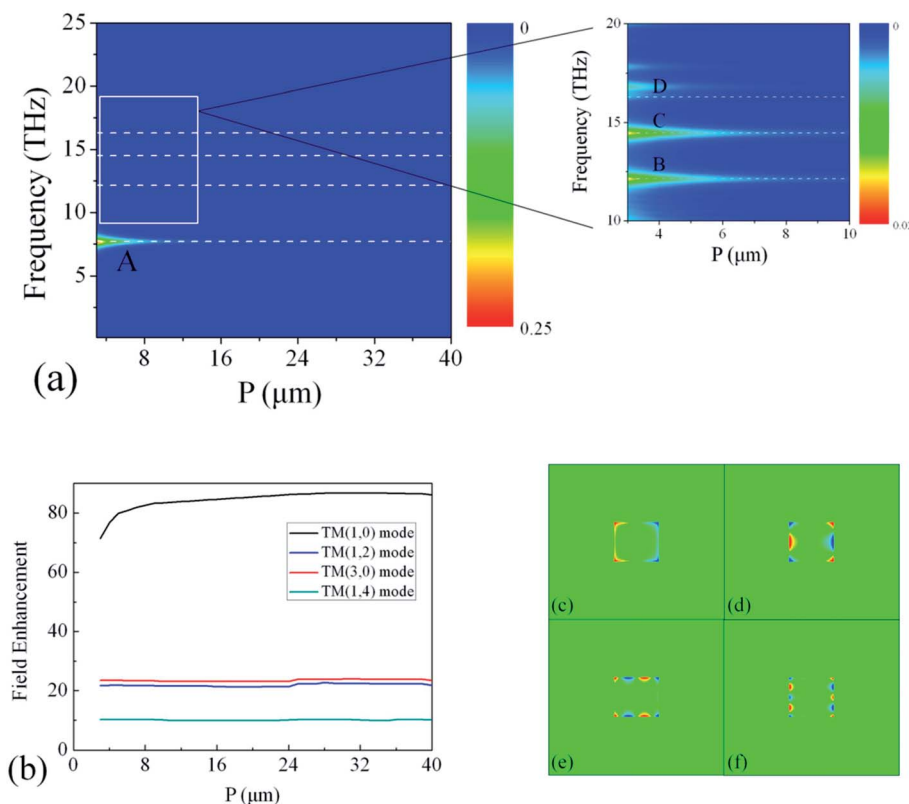 25
20
15
10
5
Frequency (THz)
A
8
16
24
32
40
P (μm)
(a)
0
0.25
20
15
10
Frequency (THz)
D
C
B
4
6
8
10
P (μm)
0
80
60
40
20
0
Field Enhancement
TM(1,0) mode
TM(1,2) mode
TM(3,0) mode
TM(1,4) mode
0
8
16
24
32
40
P (μm)
(b)
(c)
(d)
(e)
(f)